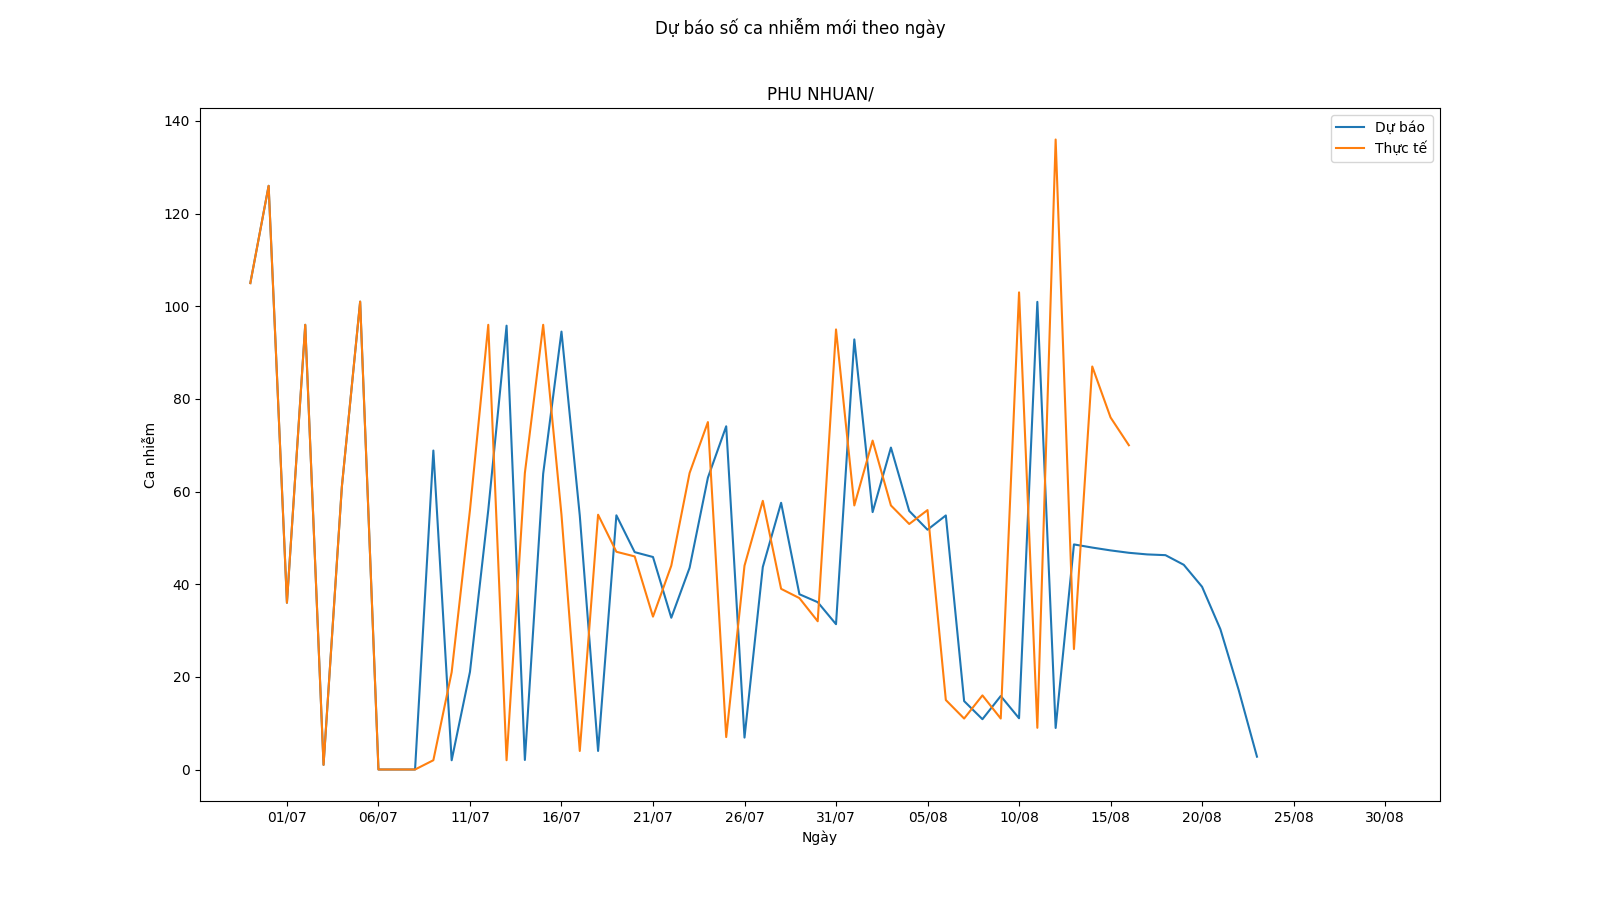 Dự báo số ca nhiễm mới theo ngày
PHU NHUAN/
Dự báo
Thực tế
140
120
100
80
60
40
20
0
Ca nhiễm
01/07 06/07 11/07 16/07 21/07 26/07 31/07 05/08 10/08 15/08 20/08 25/08 30/08
Ngày